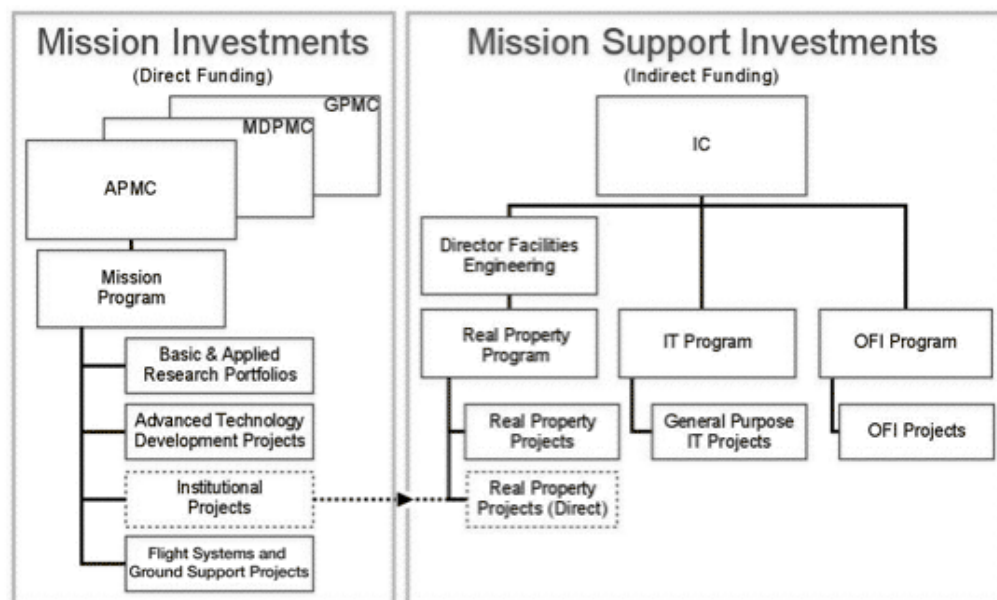 Mission Investments
(Direct Funding)
GPMC
MDPMC
APMC
Mission
Program
Basic & Applied
Research Portfolios
Advanced Technology
Development Projects
Institutional
Projects
Flight Systems and
Ground Support Projects
Mission Support Investments
(Indirect Funding)
IC
Director Facilities
Engineering
Real Property
Program
Real Property
Projects
Real Property
Projects (Direct)
IT Program
General Purpose
IT Projects
OFI Program
OFI Projects